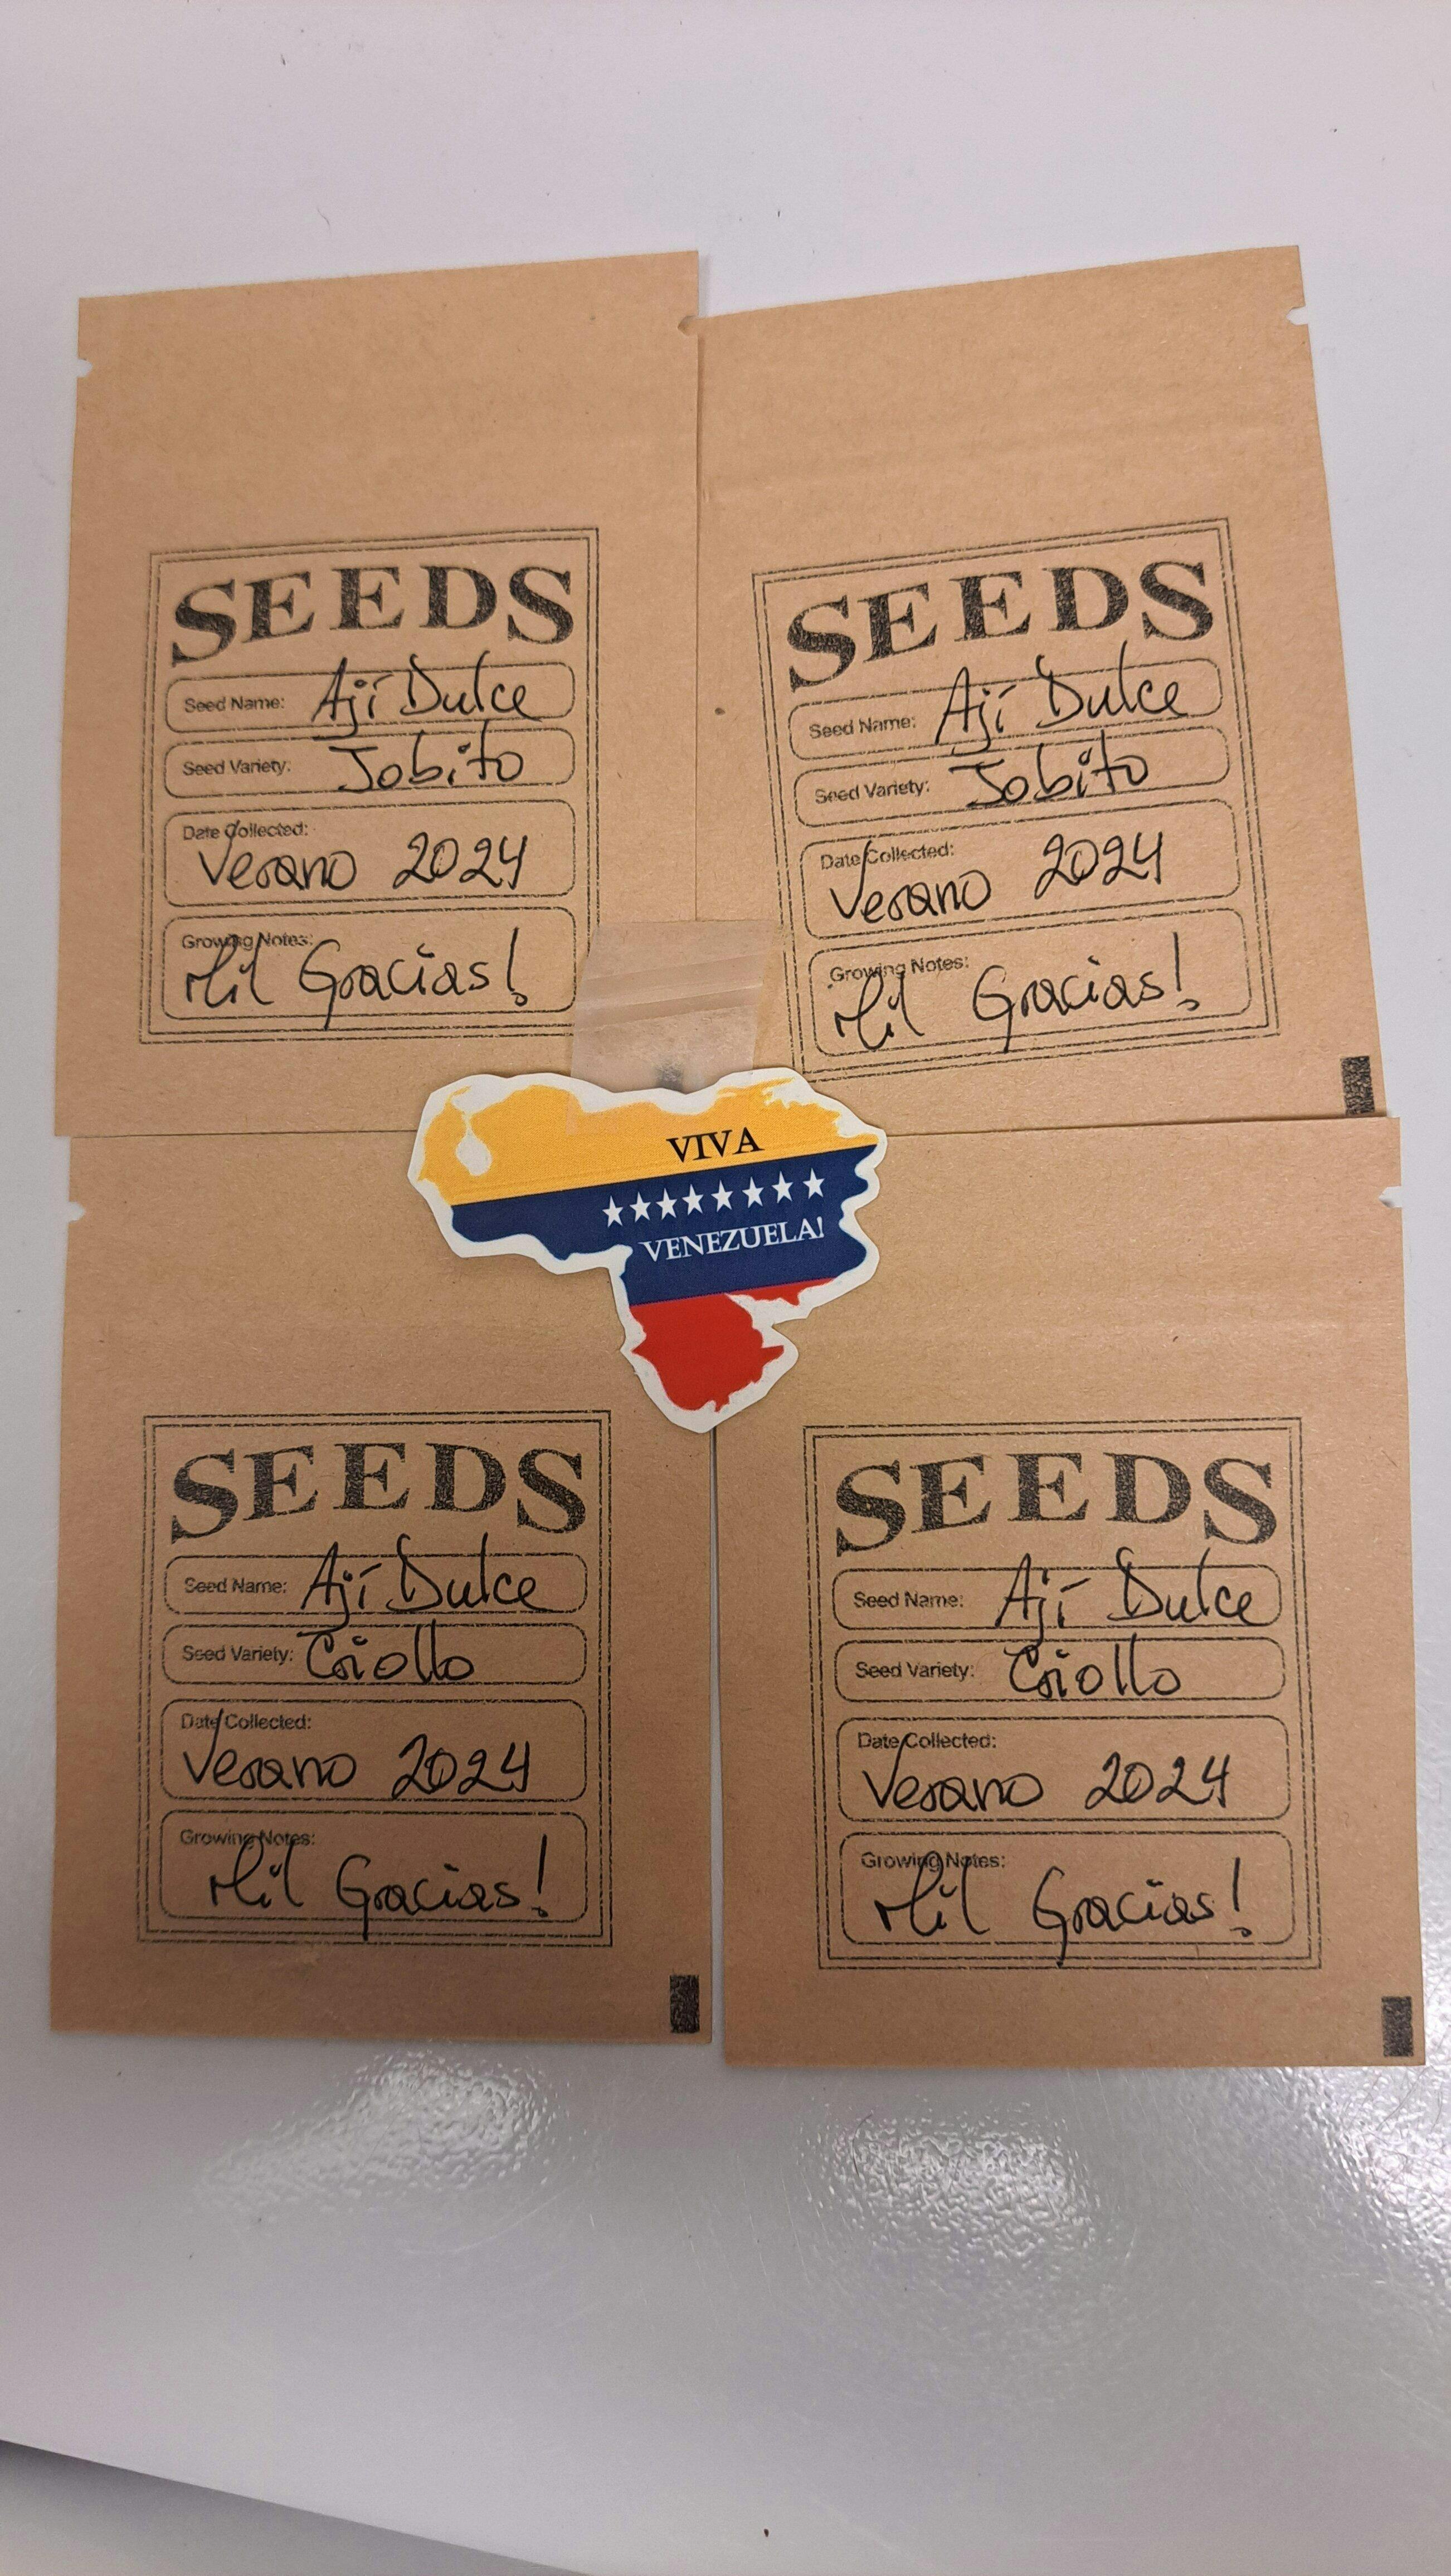 SEEDS
Seed Name: Ají Dulce
Seed Variety: Jobito
Date Collected:
Verano 2024
Growing Notes:
Mil Gracias!
SEEDS
Seed Name: Ají Dulce
Seed Variety: Jobito
Date Collected:
Verano 2024
Growing Notes:
Mil Gracias!
VIVA
VENEZUELA!
SEEDS
Seed Name: Ají Dulce
Seed Variety: Criollo
Date Collected:
Verano 2024
Growing Notes:
Mil Gracias!
SEEDS
Seed Name: Ají Dulce
Seed Variety: Criollo
Date Collected:
Verano 2024
Growing Notes:
Mil Gracias!